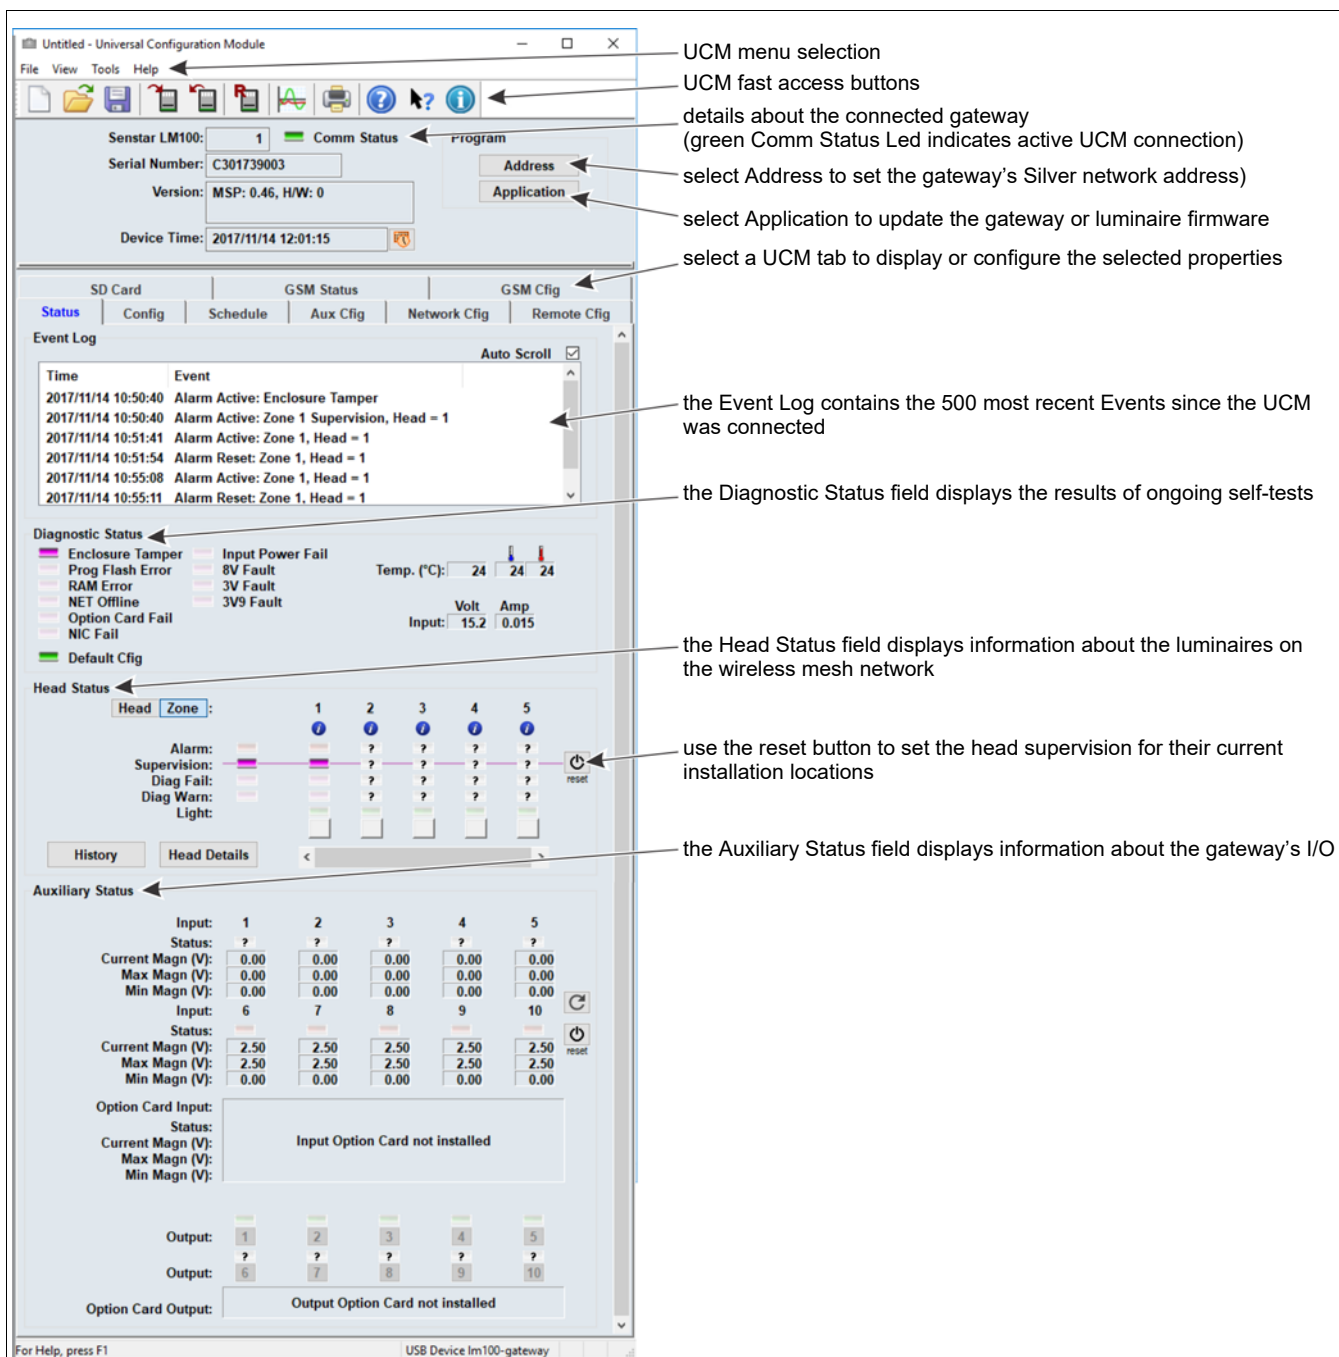 Untitled - Universal Configuration Module
File View Tools Help
UCM menu selection
UCM fast access buttons
Senstar LM100: 1 Comm Status
Serial Number: C301739003
Version: MSP: 0.46, H/W: 0
Device Time: 2017/11/14 12:01:15
Program
Address
Application
details about the connected gateway
(green Comm Status Led indicates active UCM connection)
select Address to set the gateway's Silver network address)
select Application to update the gateway or luminaire firmware
select a UCM tab to display or configure the selected properties
SD Card GSM Status GSM Cfig
Status Config Schedule Aux Cfig Network Cfig Remote Cfig
Event Log
Auto Scroll
Time Event
2017/11/14 10:50:40 Alarm Active: Enclosure Tamper
2017/11/14 10:50:40 Alarm Active: Zone 1 Supervision, Head = 1
2017/11/14 10:51:41 Alarm Active: Zone 1, Head = 1
2017/11/14 10:51:54 Alarm Reset: Zone 1, Head = 1
2017/11/14 10:55:08 Alarm Active: Zone 1, Head = 1
2017/11/14 10:55:11 Alarm Reset: Zone 1, Head = 1
the Event Log contains the 500 most recent Events since the UCM
was connected
the Diagnostic Status field displays the results of ongoing self-tests
Diagnostic Status
Enclosure Tamper Input Power Fail
Prog Flash Error 8V Fault Temp. (°C): 24 24 24
RAM Error 3V Fault
NET Offline 3V9 Fault Volt Amp
Option Card Fail Input: 15.2 0.015
NIC Fail
Default Cfig
the Head Status field displays information about the luminaires on
the wireless mesh network
Head Status
Head Zone : 1 2 3 4 5
i i i i i
Alarm: ? ? ? ?
Supervision: ? ? ? ?
Diag Fail: ? ? ? ?
Diag Warn: ? ? ? ?
Light:
reset
History Head Details
use the reset button to set the head supervision for their current
installation locations
the Auxiliary Status field displays information about the gateway's I/O
Auxiliary Status
Input: 1 2 3 4 5
Status: ? ? ? ? ?
Current Magn (V): 0.00 0.00 0.00 0.00 0.00
Max Magn (V): 0.00 0.00 0.00 0.00 0.00
Min Magn (V): 0.00 0.00 0.00 0.00 0.00
Input: 6 7 8 9 10
Status:
Current Magn (V): 2.50 2.50 2.50 2.50 2.50
Max Magn (V): 2.50 2.50 2.50 2.50 2.50
Min Magn (V): 0.00 0.00 0.00 0.00 0.00
reset
Option Card Input:
Status:
Current Magn (V): Input Option Card not installed
Max Magn (V):
Min Magn (V):
Output: 1 2 3 4 5
? ? ? ? ?
Output: 6 7 8 9 10
Option Card Output: Output Option Card not installed
For Help, press F1 USB Device lm100-gateway